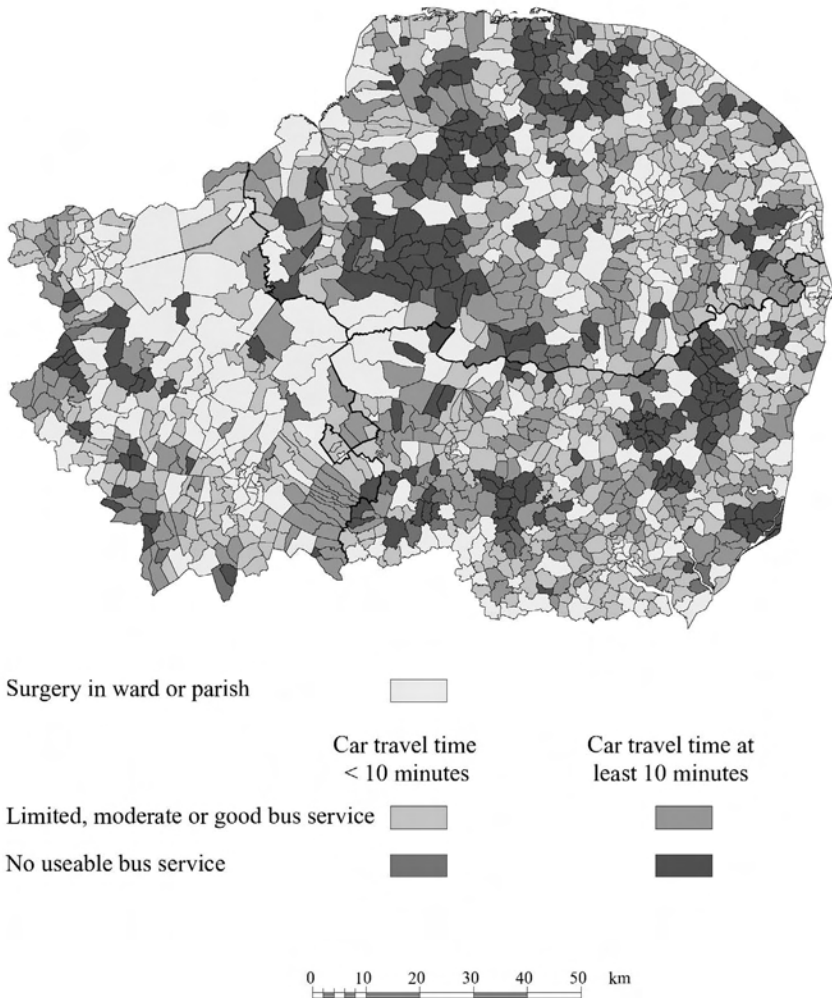 Surgery in ward or parish
Car travel time
< 10 minutes
Car travel time at
least 10 minutes
Limited, moderate or good bus service
No useable bus service
0 10 20 30 40 50 km